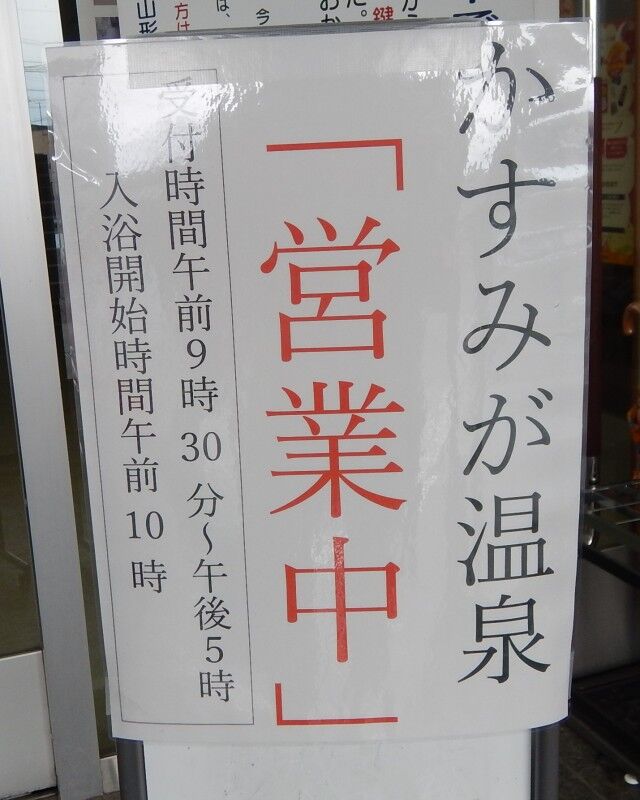 かすみが温泉
「営業中」
受付時間午前9時30分～午後5時
入浴開始時間午前10時